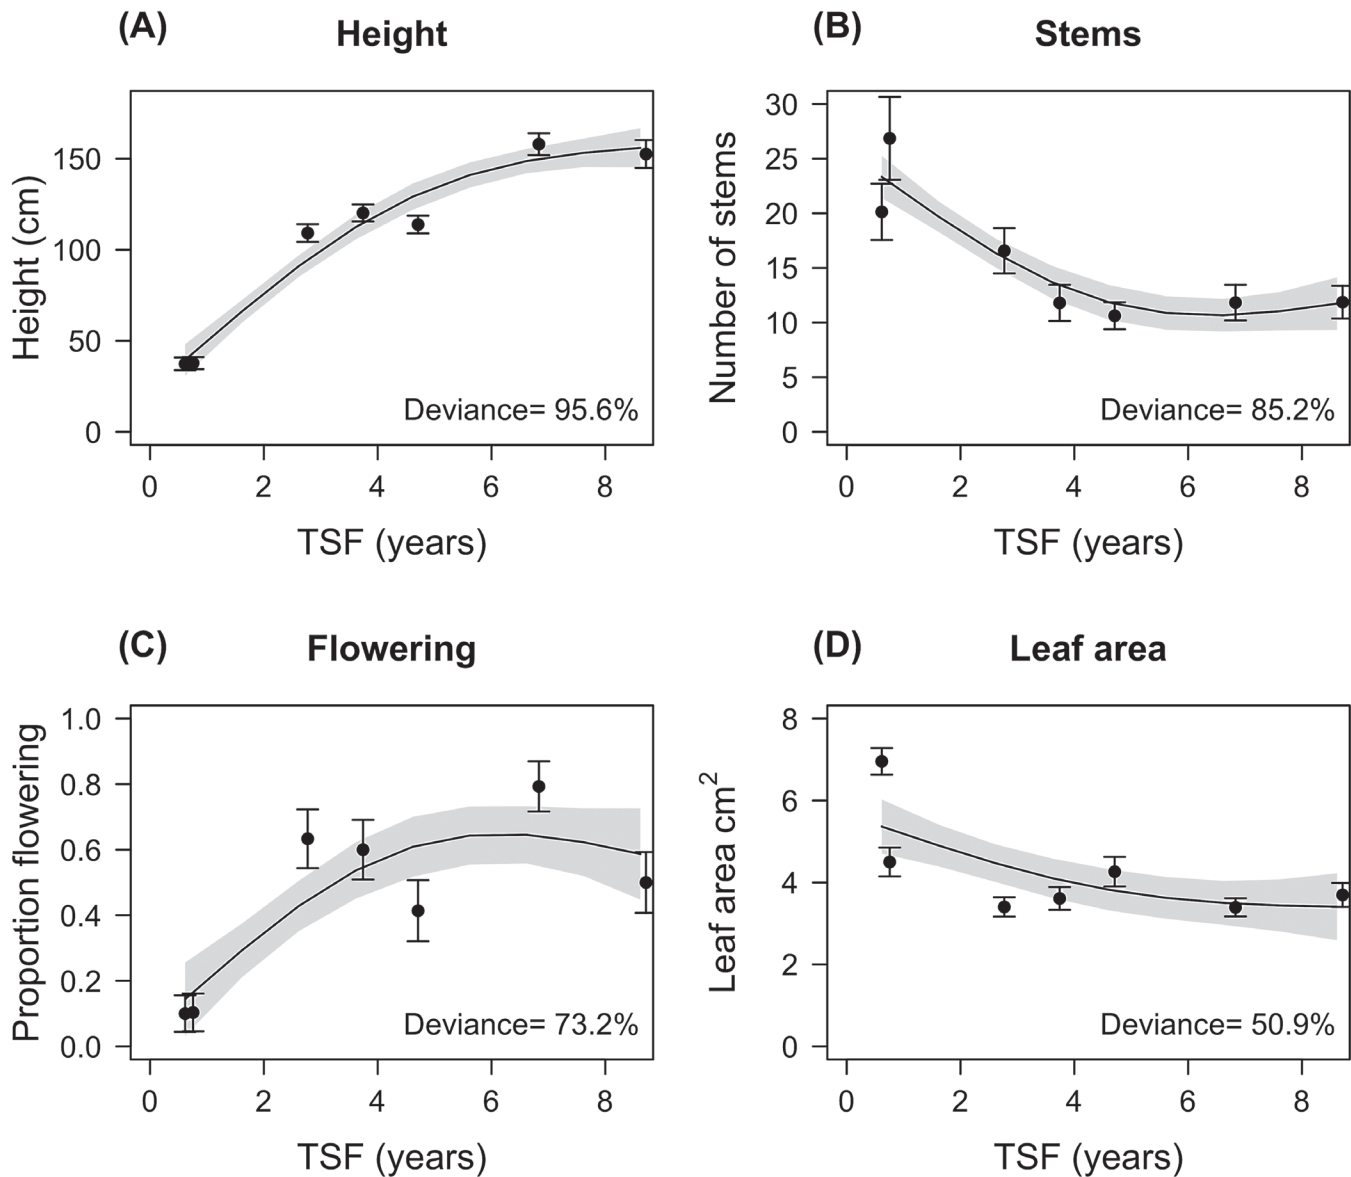 (A) Height
Height (cm)
150
100
50
0
Deviance= 95.6%
0 2 4 6 8
TSF (years)
(B) Stems
Number of stems
30
25
20
15
10
5
0
Deviance= 85.2%
0 2 4 6 8
TSF (years)
(C) Flowering
Proportion flowering
1.0
0.8
0.6
0.4
0.2
0.0
Deviance= 73.2%
0 2 4 6 8
TSF (years)
(D) Leaf area
Leaf area cm²
8
6
4
2
0
Deviance= 50.9%
0 2 4 6 8
TSF (years)